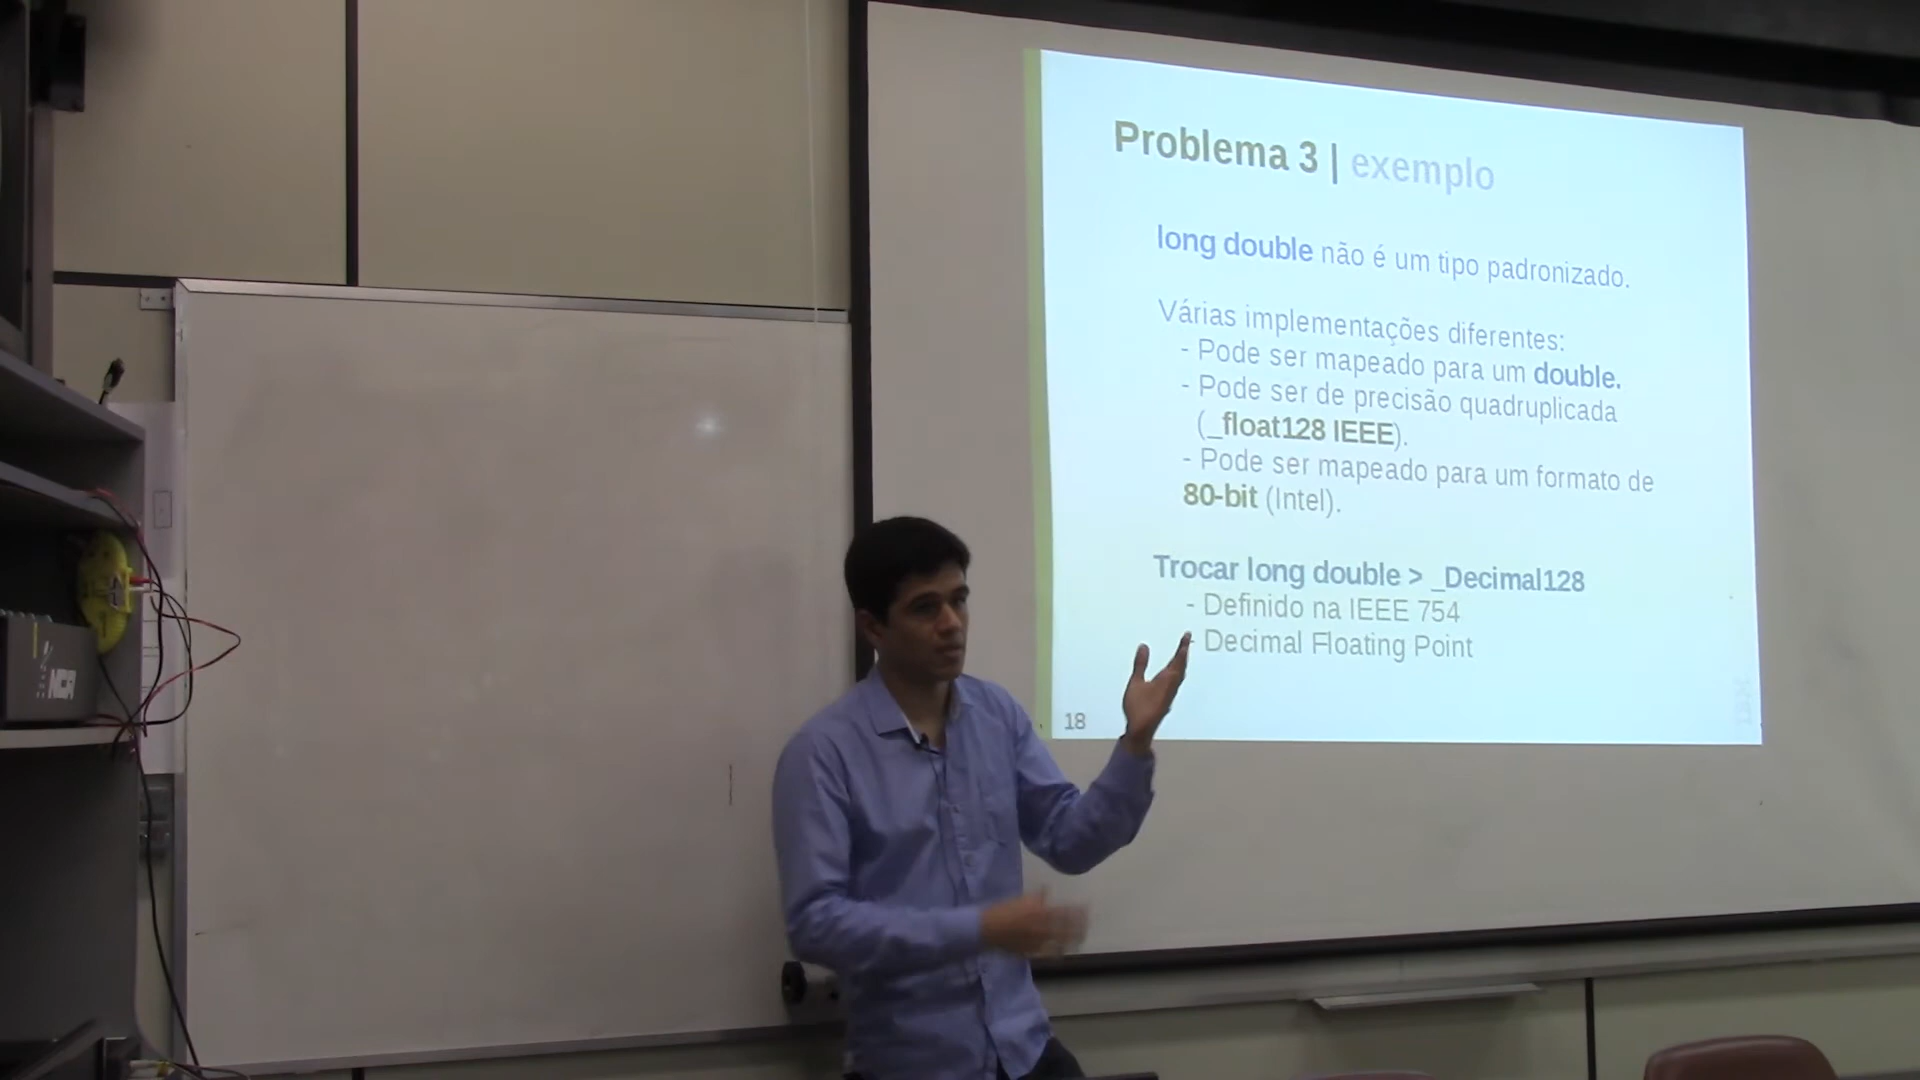 Problema 3 | exemplo
long double não é um tipo padronizado.
Várias implementações diferentes:
- Pode ser mapeado para um double.
- Pode ser de precisão quadruplicada
(_float128 IEEE).
- Pode ser mapeado para um formato de
80-bit (Intel).
Trocar long double > _Decimal128
- Definido na IEEE 754
- Decimal Floating Point
18